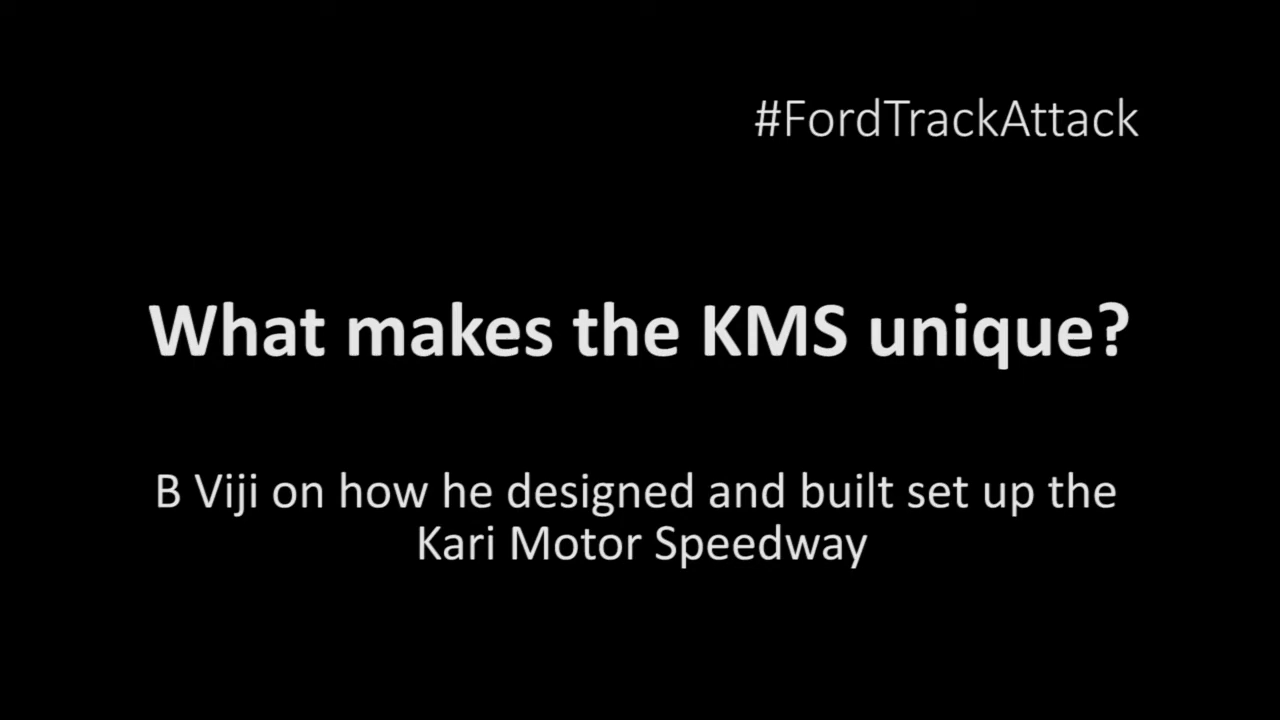 #FordTrackAttack
What makes the KMS unique?
B Viji on how he designed and built set up the
Kari Motor Speedway